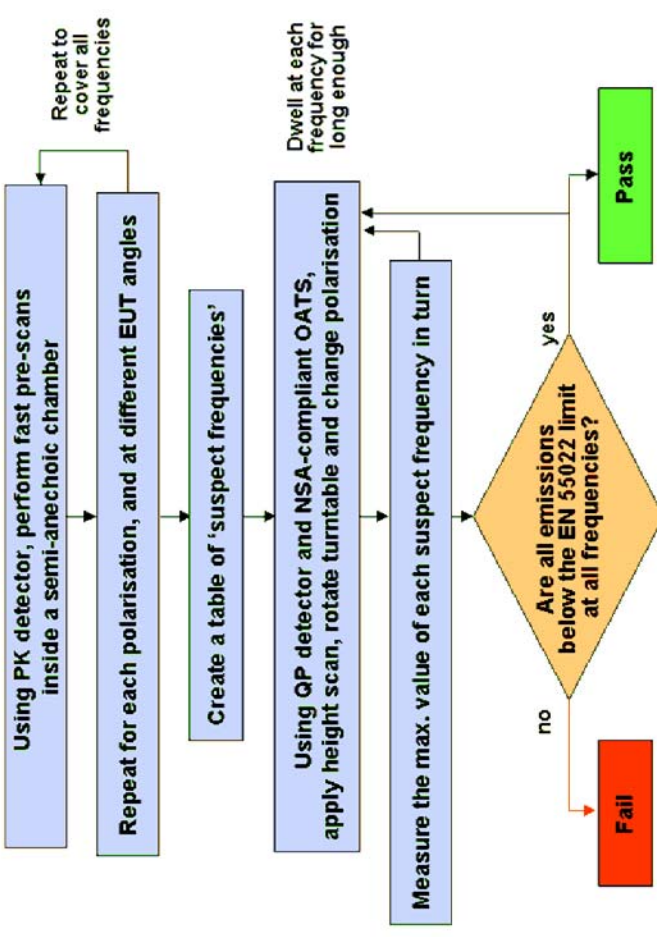 Using PK detector, perform fast pre-scans
inside a semi-anechoic chamber
Repeat to
cover all
frequencies
Repeat for each polarisation, and at different EUT angles
Create a table of ‘suspect frequencies’
Using QP detector and NSA-compliant OATS,
apply height scan, rotate turntable and change polarisation
Dwell at each
frequency for
long enough
Measure the max. value of each suspect frequency in turn
Are all emissions
below the EN 55022 limit
at all frequencies?
no
yes
Fail
Pass